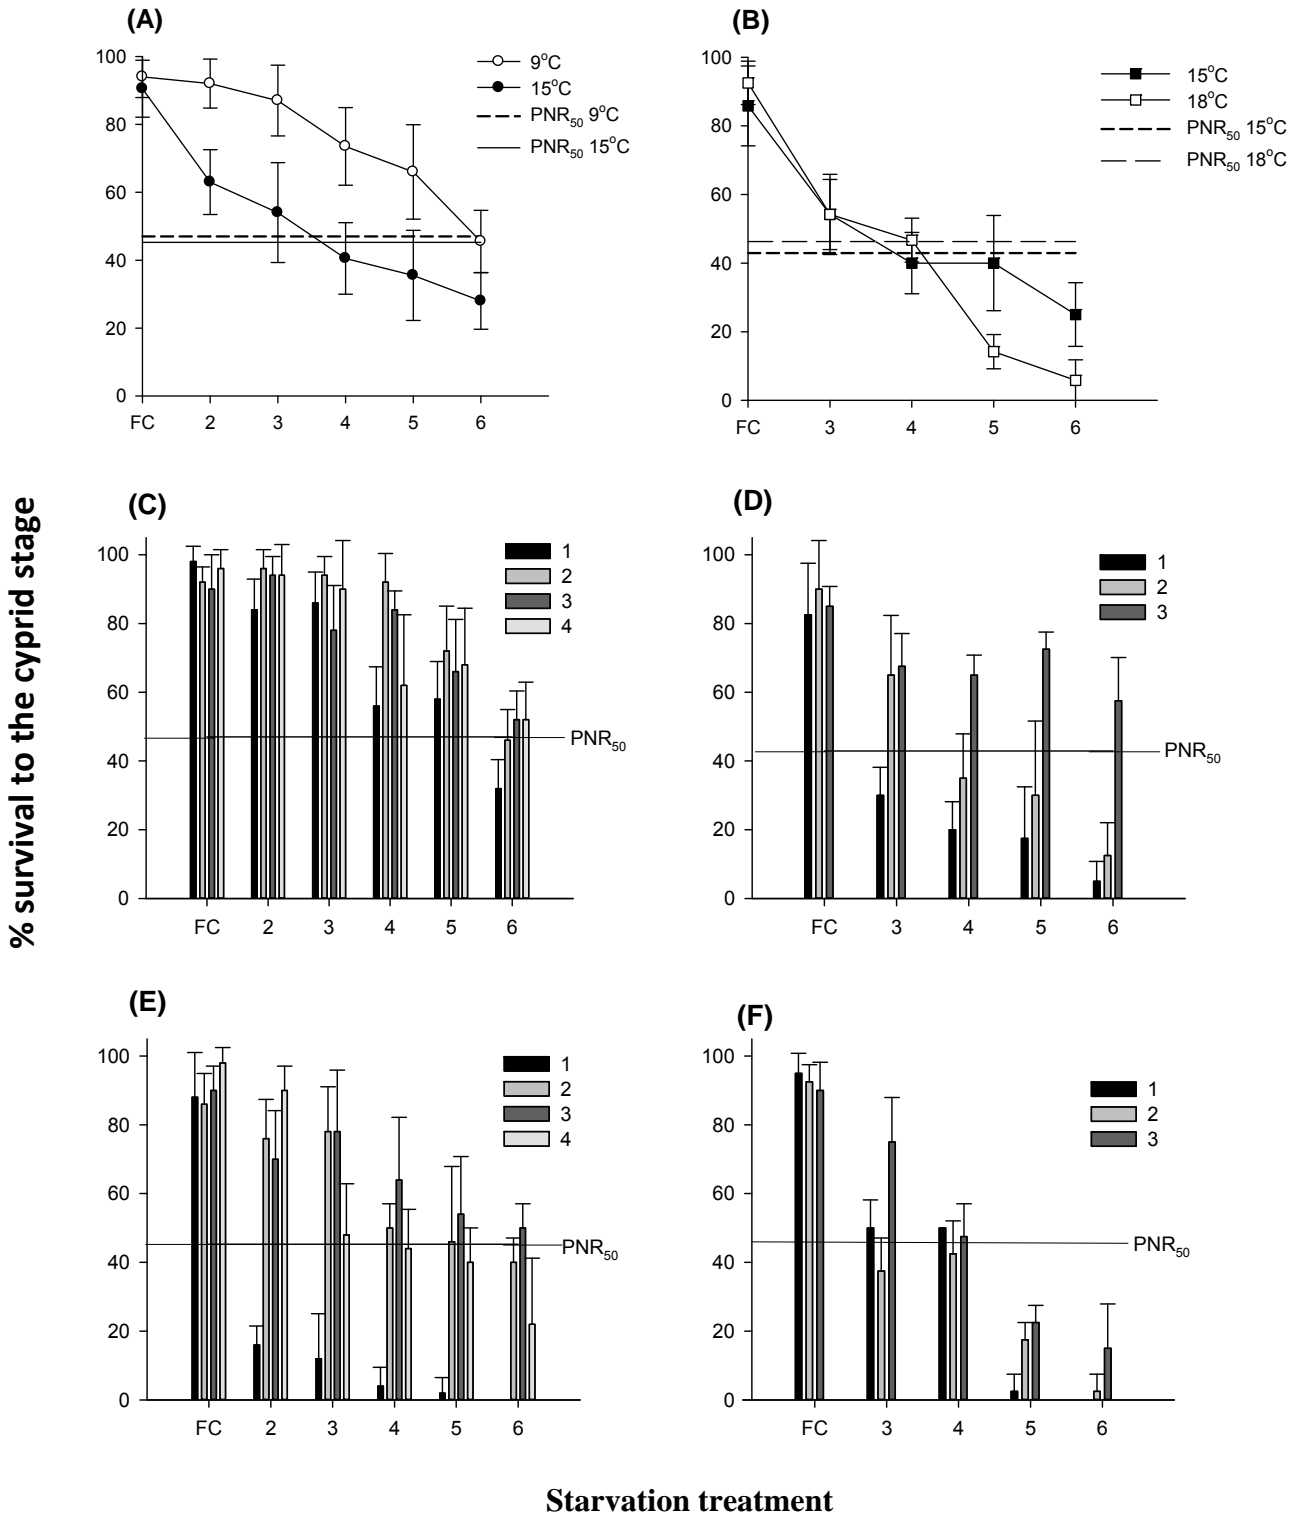 (A)
100
80
60
40
20
0
FC 2 3 4 5 6
9°C
15°C
PNR50 9°C
PNR50 15°C
(B)
100
80
60
40
20
0
FC 3 4 5 6
15°C
18°C
PNR50 15°C
PNR50 18°C
% survival to the cyprid stage
(C)
100
80
60
40
20
0
FC 2 3 4 5 6
1
2
3
4
PNR50
(D)
100
80
60
40
20
0
FC 3 4 5 6
1
2
3
PNR50
(E)
100
80
60
40
20
0
FC 2 3 4 5 6
1
2
3
4
PNR50
(F)
100
80
60
40
20
0
FC 3 4 5 6
1
2
3
PNR50
Starvation treatment